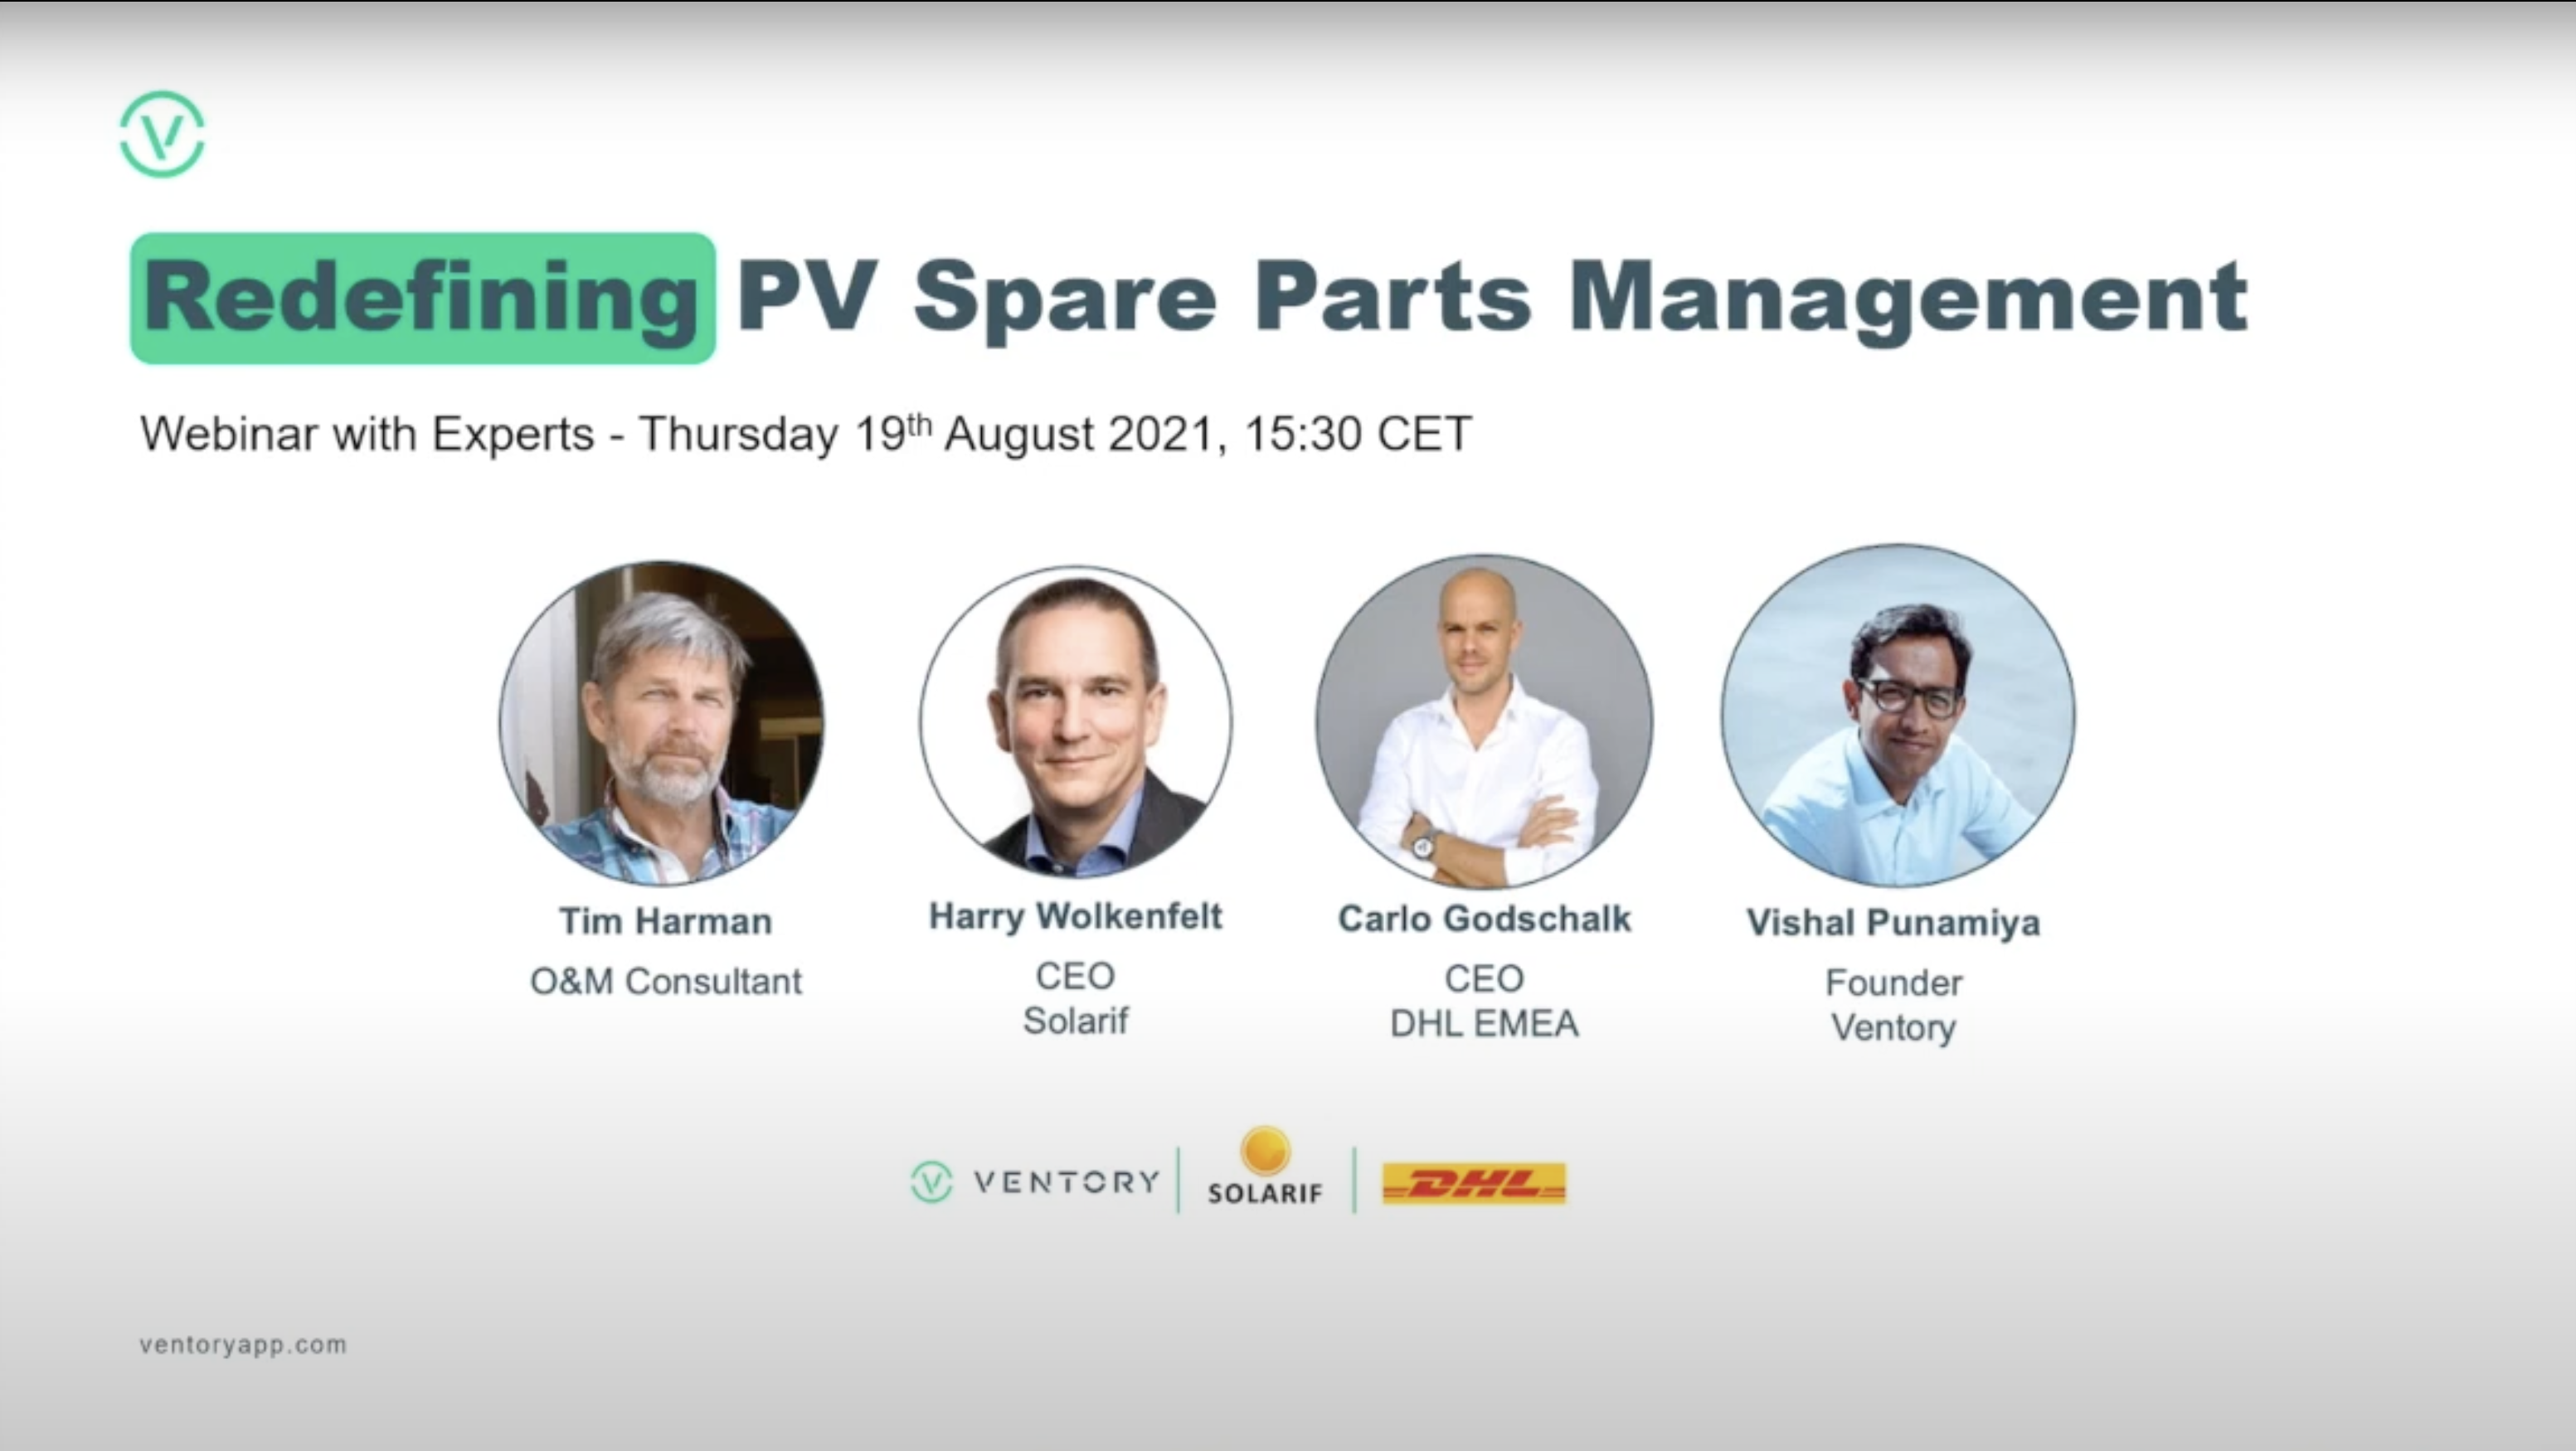 Redefining PV Spare Parts Management
Webinar with Experts - Thursday 19th August 2021, 15:30 CET
Tim Harman
O&M Consultant
Harry Wolkenfelt
CEO
Solarif
Carlo Godschalk
CEO
DHL EMEA
Vishal Punamiya
Founder
Ventory
VENTORY
SOLARIF
DHL
ventoryapp.com